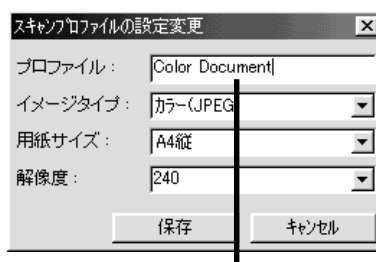 スキャンプロファイルの設定変更
プロファイル： Color Document
イメージタイプ： カラー(JPEG
用紙サイズ： A4縦
解像度： 240
保存 キャンセル